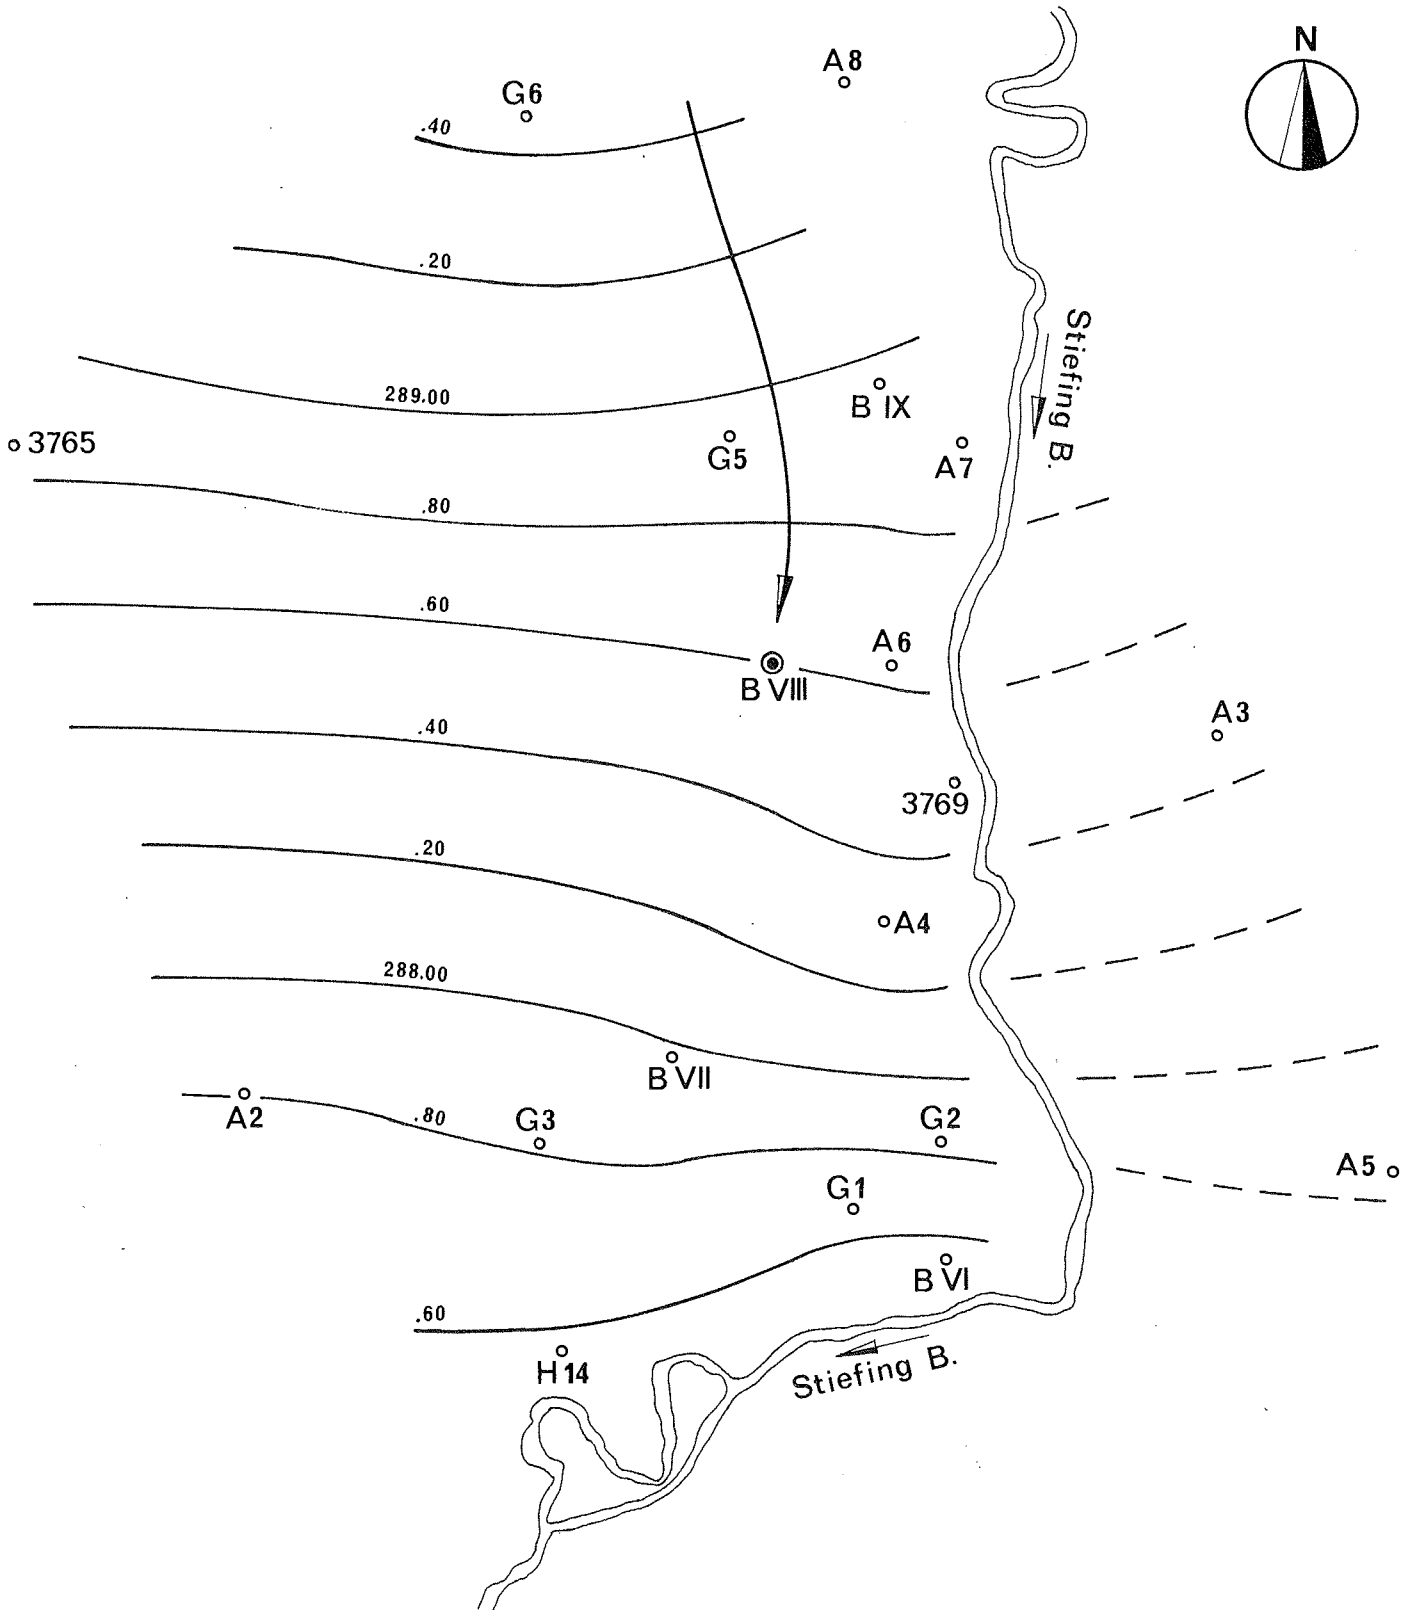 N
A8
G6
.40
.20
Stiefing B.
289.00
B IX
3765
G5
A7
.80
.60
A6
B VIII
A3
.40
3769
.20
A4
288.00
B VII
A2
.80
G3
G2
A5
G1
B VI
.60
H14
Stiefing B.